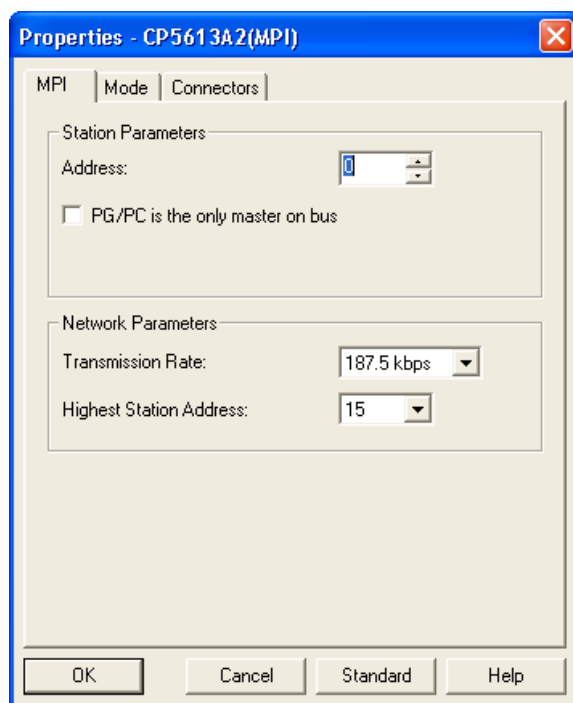 Properties - CP5613A2(MPI)
MPI Mode Connectors
Station Parameters
Address: 0
PG/PC is the only master on bus
Network Parameters
Transmission Rate: 187.5 kbps
Highest Station Address: 15
OK Cancel Standard Help